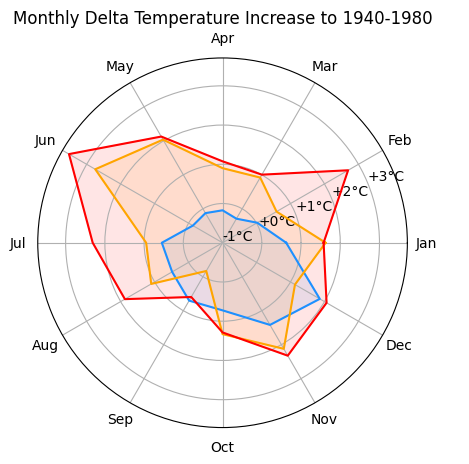 Monthly Delta Temperature Increase to 1940-1980
Apr
May
Mar
Jun
Feb
+3°C
+2°C
+1°C
+0°C
-1°C
Jul
Jan
Aug
Dec
Sep
Nov
Oct